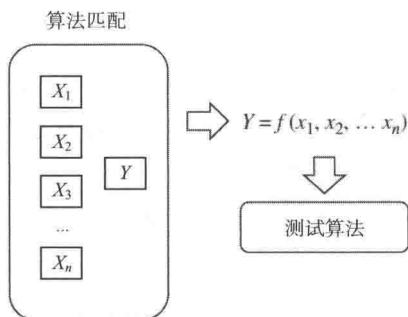 算法匹配
X1
X2
X3
...
Xn
Y
Y = f (x1, x2, … xn)
测试算法